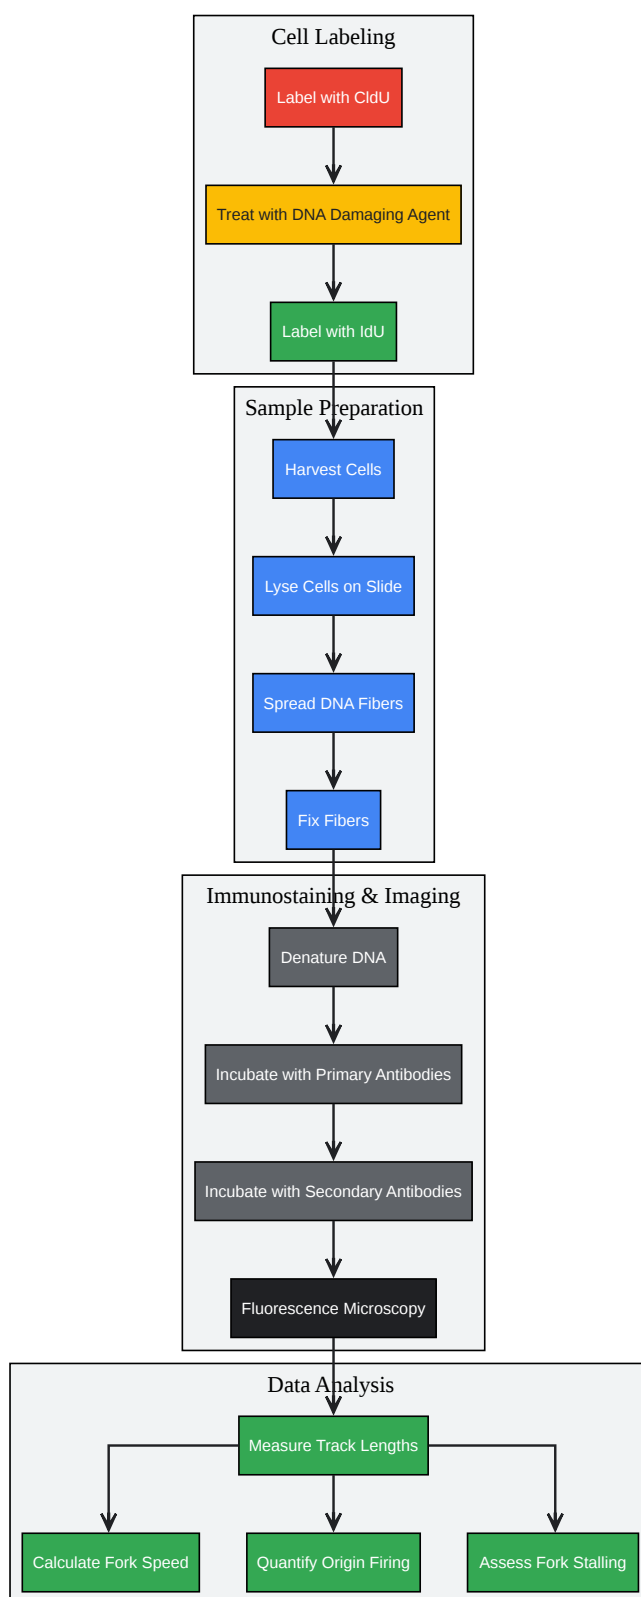 Cell Labeling
Label with CldU
Treat with DNA Damaging Agent
Label with IdU
Sample Preparation
Harvest Cells
Lyse Cells on Slide
Spread DNA Fibers
Fix Fibers
Immunostaining & Imaging
Denature DNA
Incubate with Primary Antibodies
Incubate with Secondary Antibodies
Fluorescence Microscopy
Data Analysis
Measure Track Lengths
Calculate Fork Speed
Quantify Origin Firing
Assess Fork Stalling